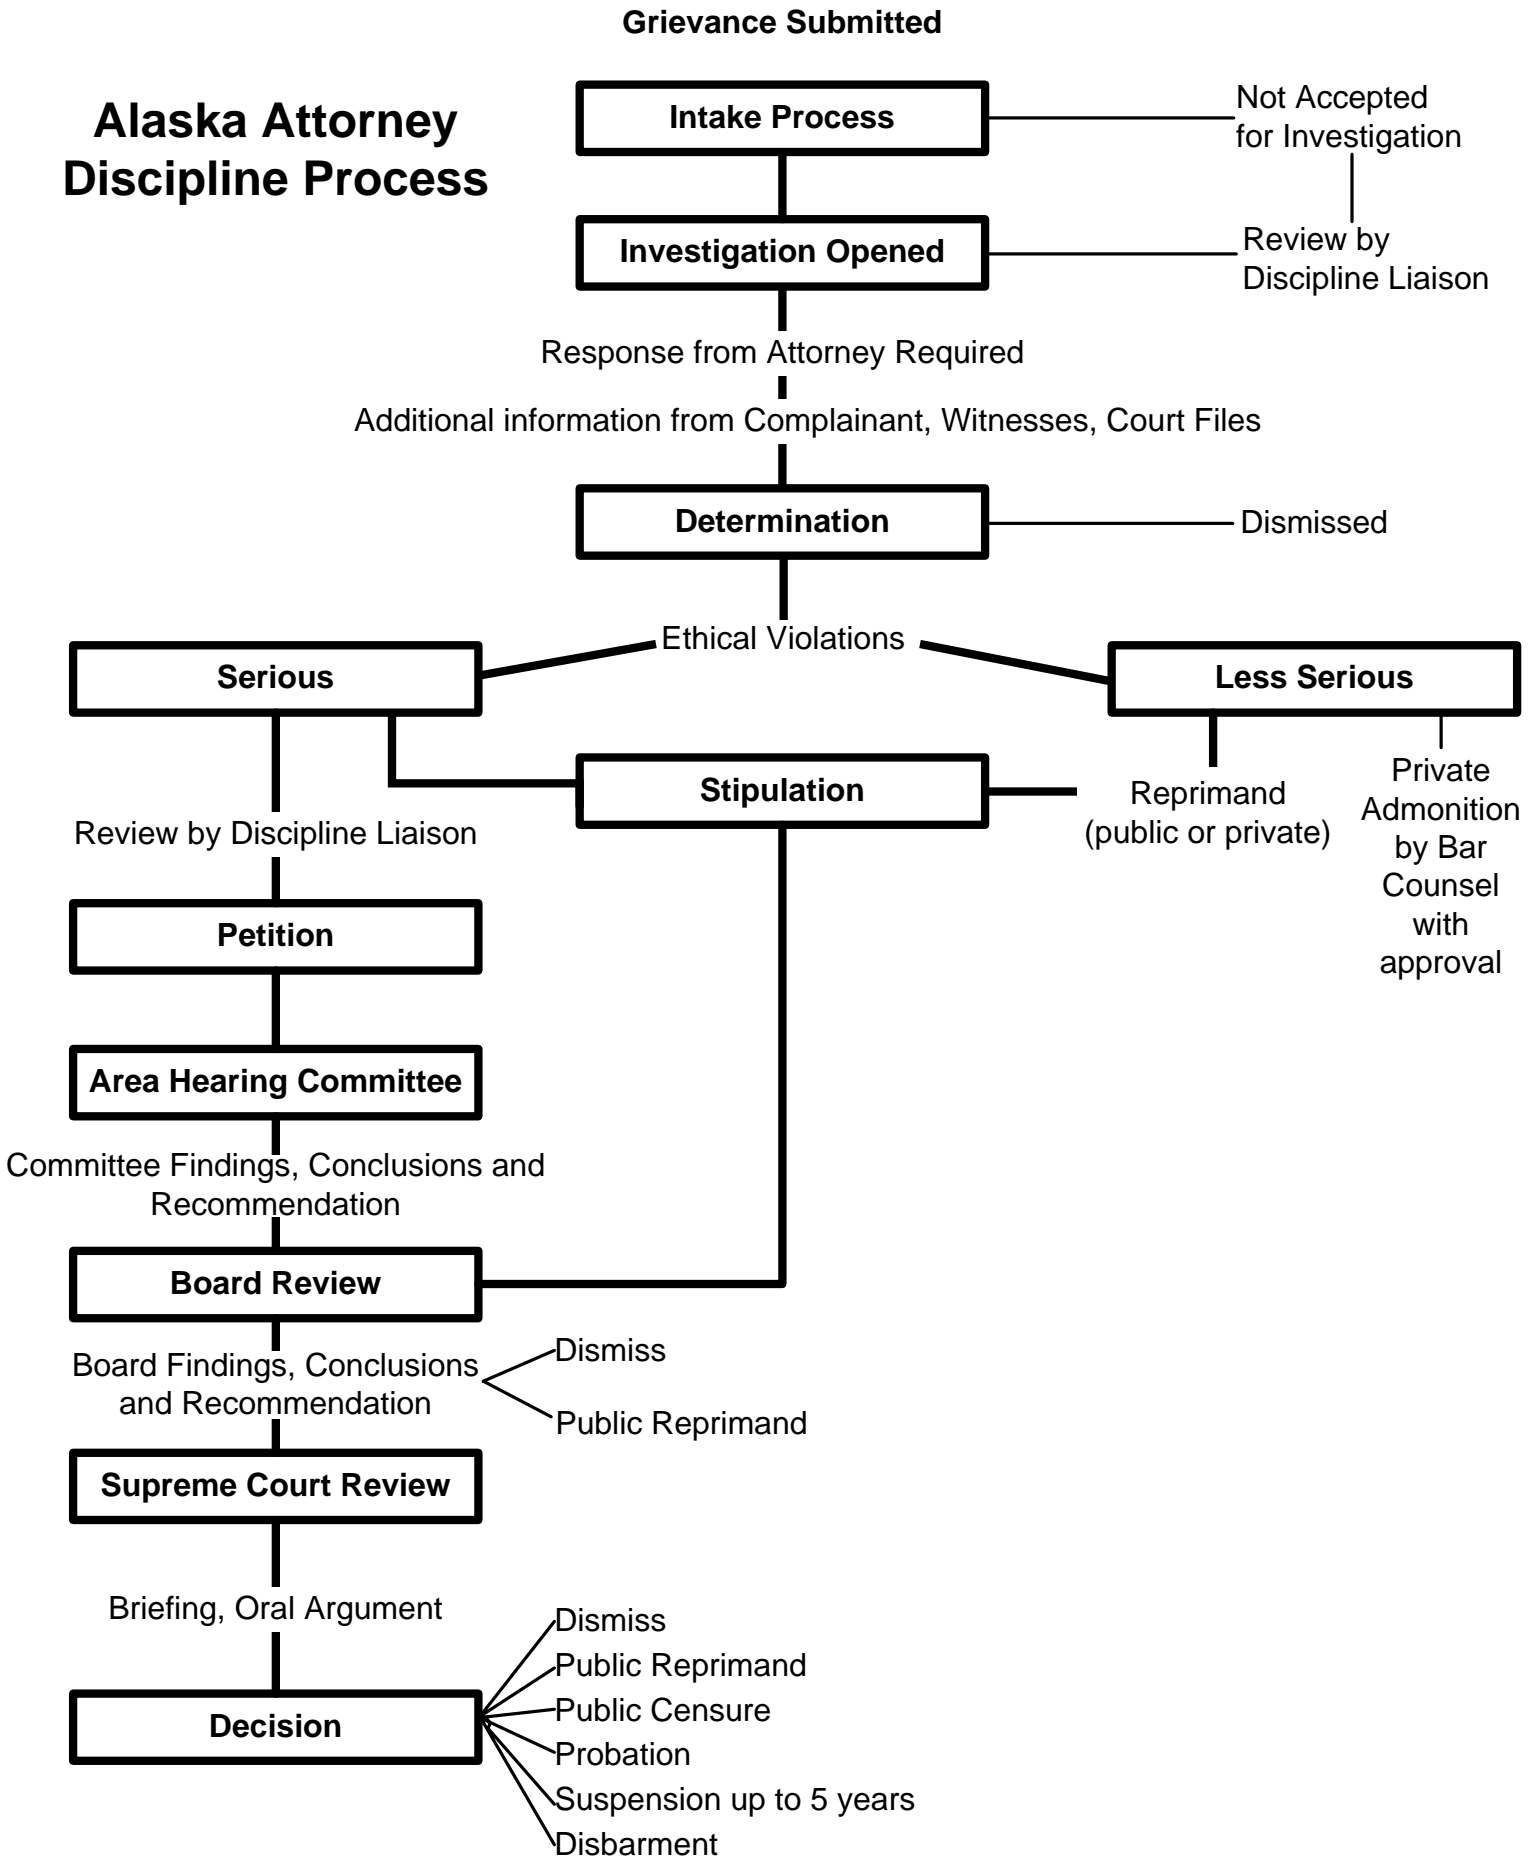 Grievance Submitted
Alaska Attorney
Discipline Process
Intake Process
Not Accepted
for Investigation
Investigation Opened
Review by
Discipline Liaison
Response from Attorney Required
Additional information from Complainant, Witnesses, Court Files
Determination
Dismissed
Ethical Violations
Serious
Less Serious
Stipulation
Reprimand
(public or private)
Private
Admonition
by Bar
Counsel
with
approval
Review by Discipline Liaison
Petition
Area Hearing Committee
Committee Findings, Conclusions and
Recommendation
Board Review
Board Findings, Conclusions
and Recommendation
Dismiss
Public Reprimand
Supreme Court Review
Briefing, Oral Argument
Decision
Dismiss
Public Reprimand
Public Censure
Probation
Suspension up to 5 years
Disbarment